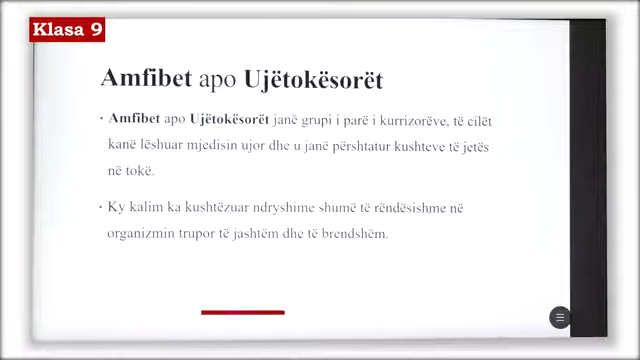 Klasa 9
Amfibet apo Ujëtokësorët
• Amfibet apo Ujëtokësorët janë grupi i parë i kurrizorëve, të cilët
kanë lëshuar mjedisin ujor dhe u janë përshtatur kushteve të jetës
në tokë.
• Ky kalim ka kushtëzuar ndryshime shumë të rëndësishme në
organizmin trupor të jashtëm dhe të brendshëm.